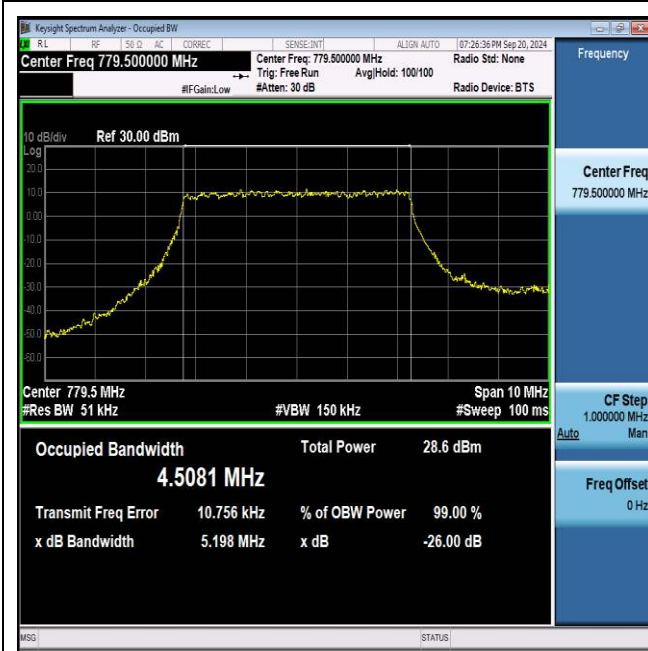 Keysight Spectrum Analyzer - Occupied BW
RL RF 50 Ω AC CORREC SENSE:INT ALIGN AUTO 07:26:36 PM Sep 20, 2024
Center Freq 779.500000 MHz Center Freq: 779.500000 MHz Radio Std: None Frequency
Trig: Free Run Avg|Hold: 100/100
#IFGain:Low #Atten: 30 dB Radio Device: BTS
10 dB/div Ref 30.00 dBm
Log
20.0
10.0
0.00
-10.0
-20.0
-30.0
-40.0
-50.0
-60.0
Center Freq
779.500000 MHz
Center 779.5 MHz Span 10 MHz
#Res BW 51 kHz #VBW 150 kHz #Sweep 100 ms
CF Step
1.000000 MHz
Auto Man
Occupied Bandwidth Total Power 28.6 dBm
4.5081 MHz
Transmit Freq Error 10.756 kHz % of OBW Power 99.00 %
x dB Bandwidth 5.198 MHz x dB -26.00 dB
Freq Offset
0 Hz
MSG STATUS